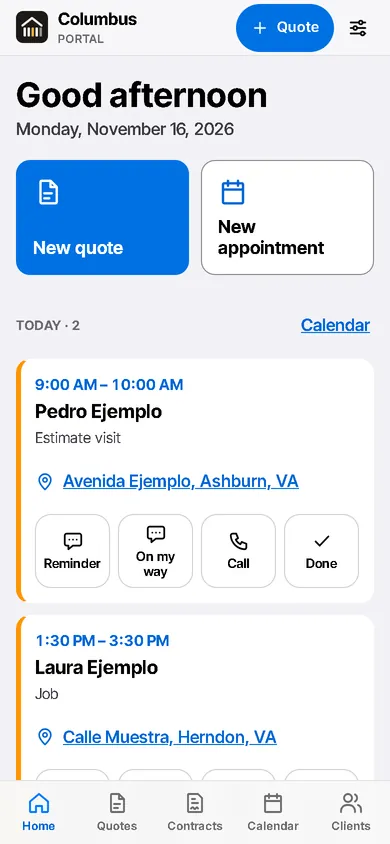 Columbus
PORTAL
+ Quote
Good afternoon
Monday, November 16, 2026
New quote
New
appointment
TODAY · 2
Calendar
9:00 AM – 10:00 AM
Pedro Ejemplo
Estimate visit
Avenida Ejemplo, Ashburn, VA
Reminder
On my
way
Call
Done
1:30 PM – 3:30 PM
Laura Ejemplo
Job
Calle Muestra, Herndon, VA
Home
Quotes
Contracts
Calendar
Clients